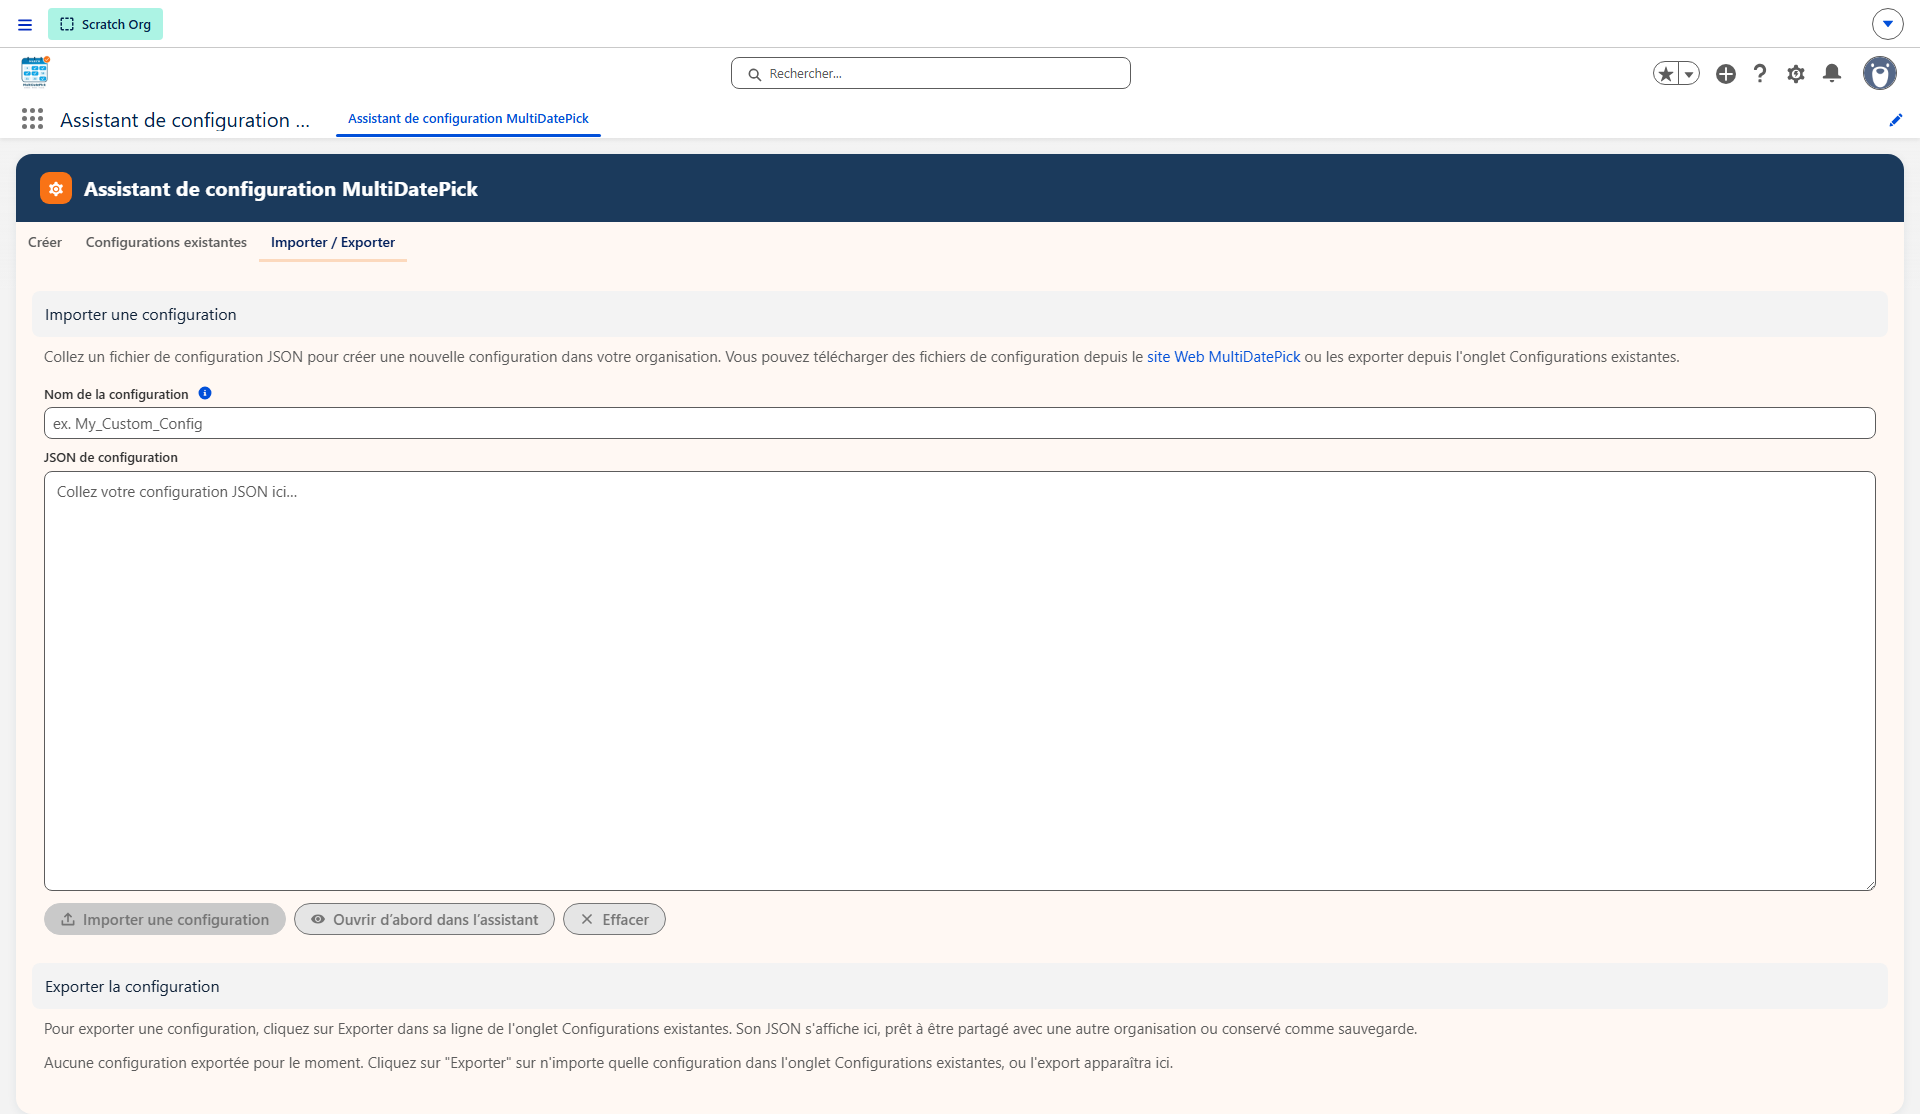 Scratch Org
Rechercher...
Assistant de configuration ...
Assistant de configuration MultiDatePick
Assistant de configuration MultiDatePick
Créer
Configurations existantes
Importer / Exporter
Importer une configuration
Collez un fichier de configuration JSON pour créer une nouvelle configuration dans votre organisation. Vous pouvez télécharger des fichiers de configuration depuis le site Web MultiDatePick ou les exporter depuis l'onglet Configurations existantes.
Nom de la configuration
ex. My_Custom_Config
JSON de configuration
Collez votre configuration JSON ici...
Importer une configuration
Ouvrir d’abord dans l’assistant
Effacer
Exporter la configuration
Pour exporter une configuration, cliquez sur Exporter dans sa ligne de l'onglet Configurations existantes. Son JSON s'affiche ici, prêt à être partagé avec une autre organisation ou conservé comme sauvegarde.
Aucune configuration exportée pour le moment. Cliquez sur "Exporter" sur n'importe quelle configuration dans l'onglet Configurations existantes, ou l'export apparaîtra ici.